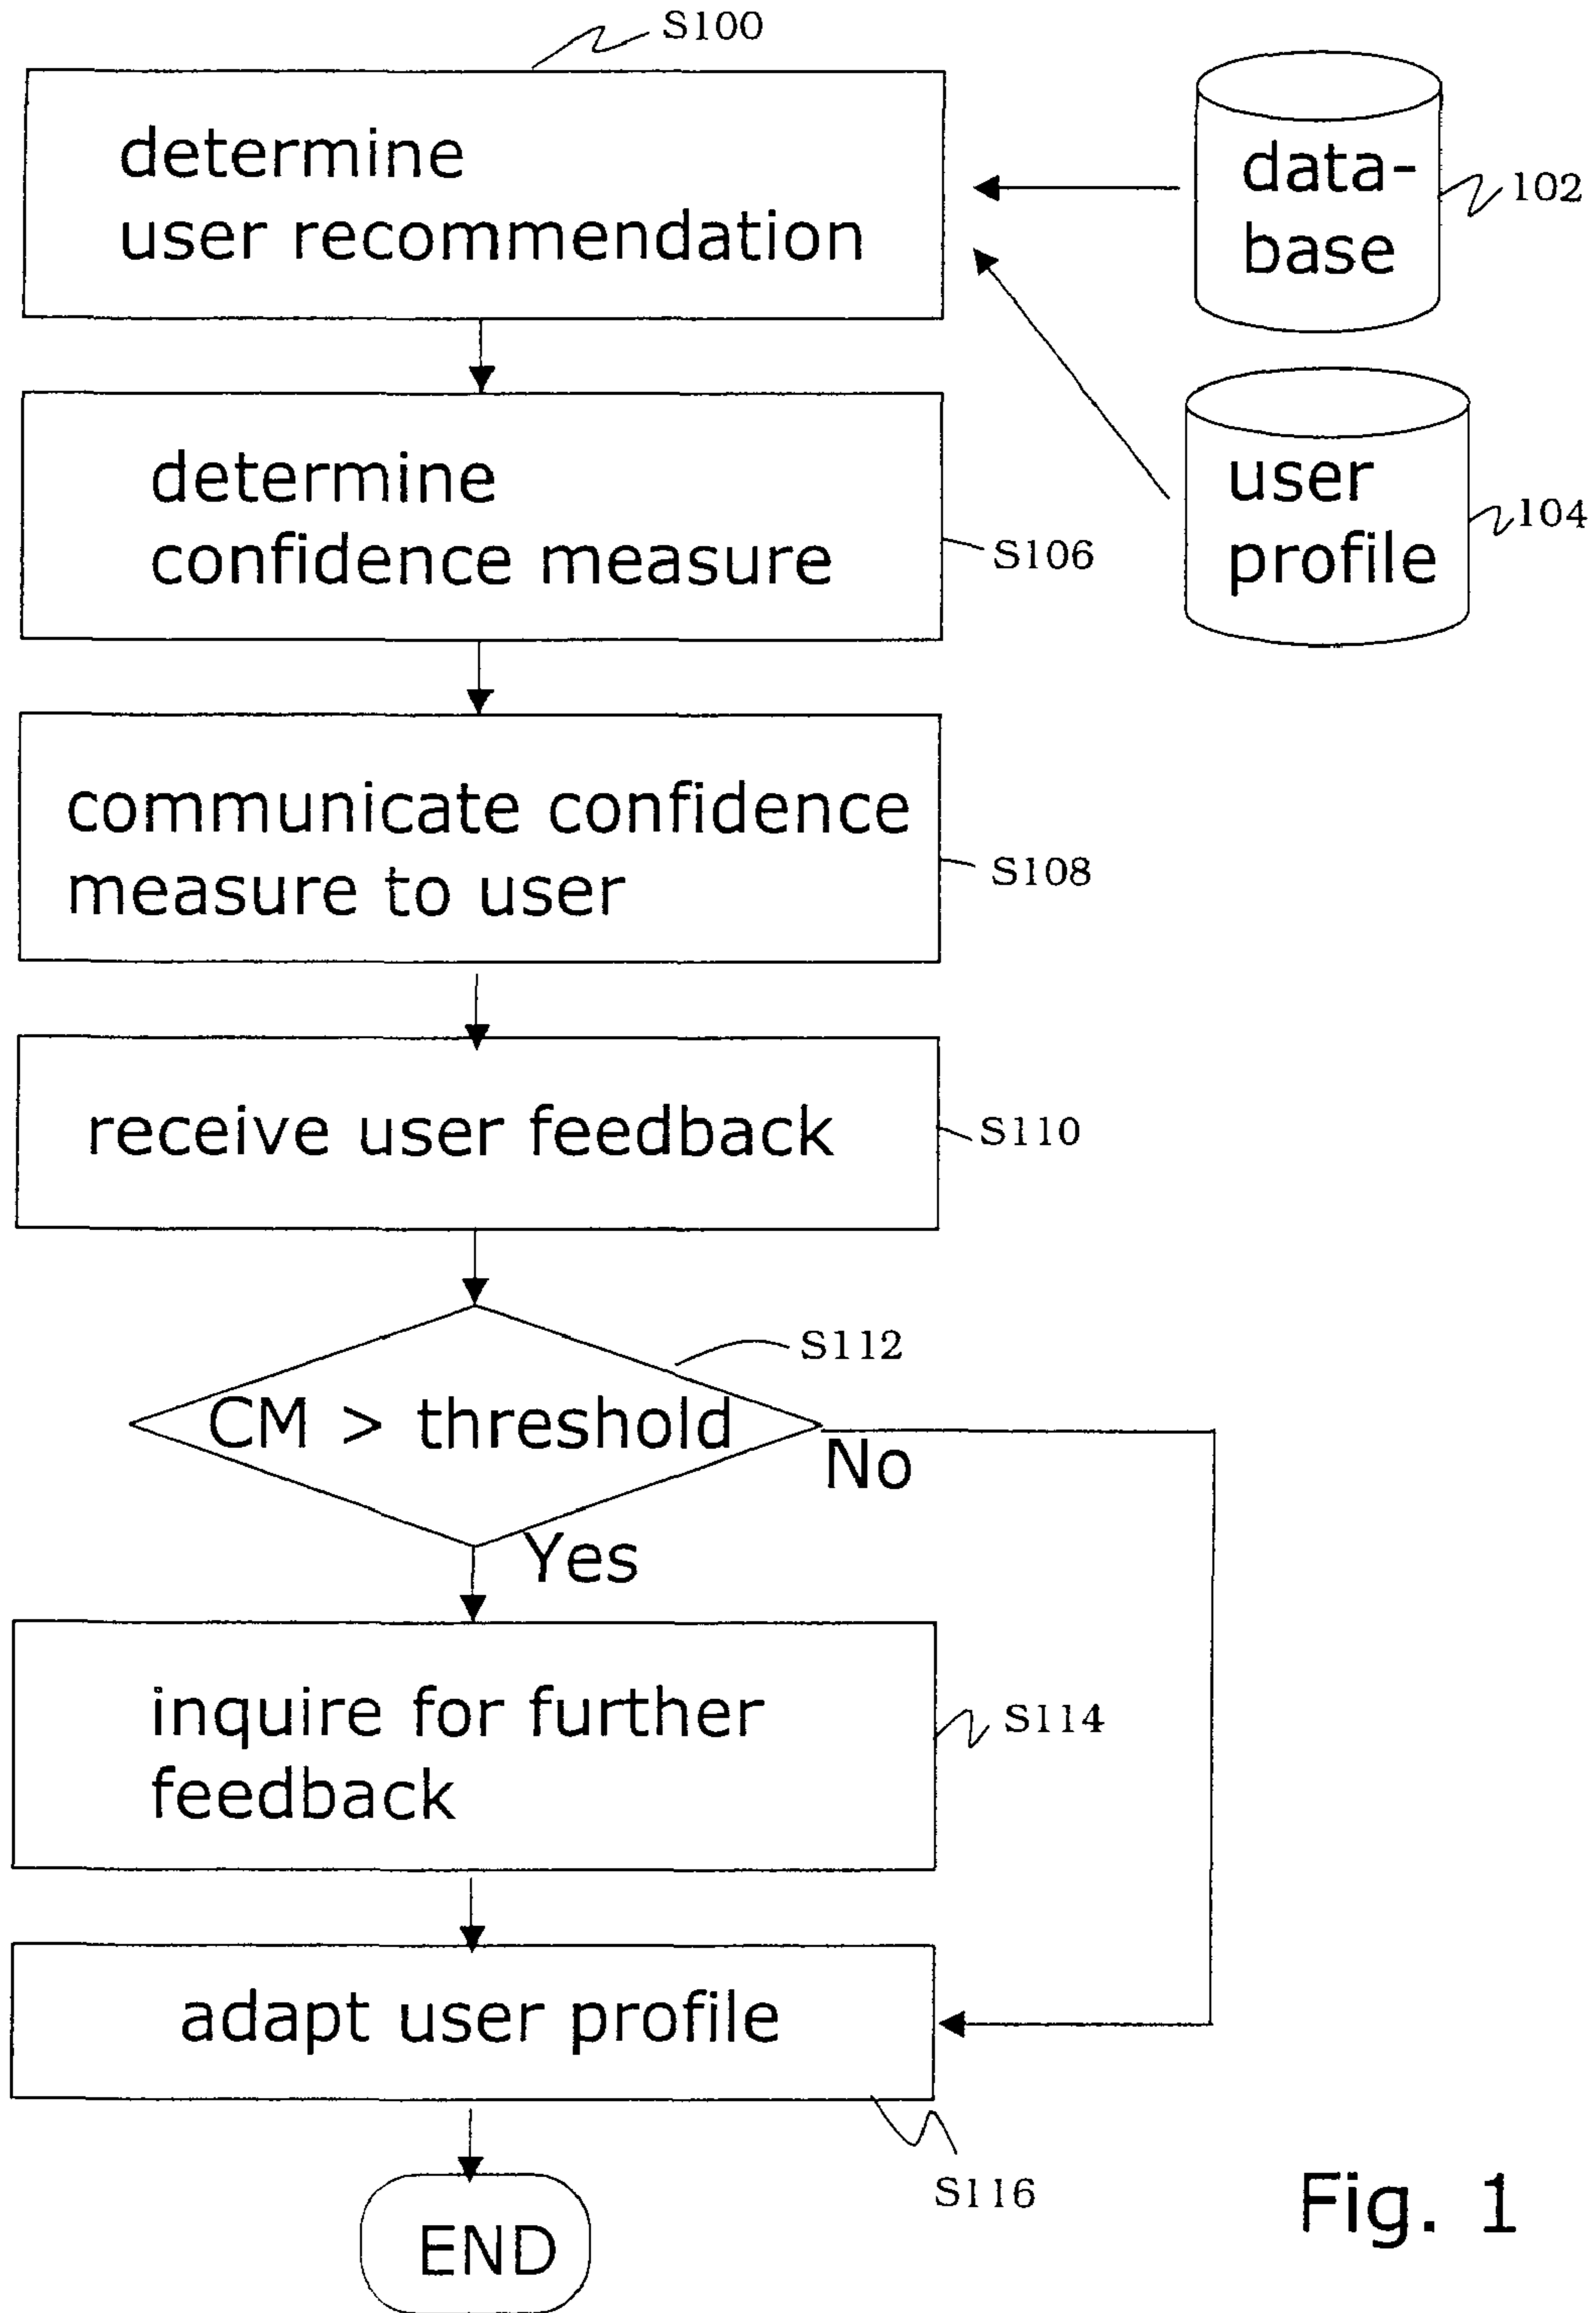 S100
determine
user recommendation
data-
base
102
determine
confidence measure
S106
user
profile
104
communicate confidence
measure to user
S108
receive user feedback
S110
S112
CM > threshold
No
Yes
inquire for further
feedback
S114
adapt user profile
S116
END
Fig. 1